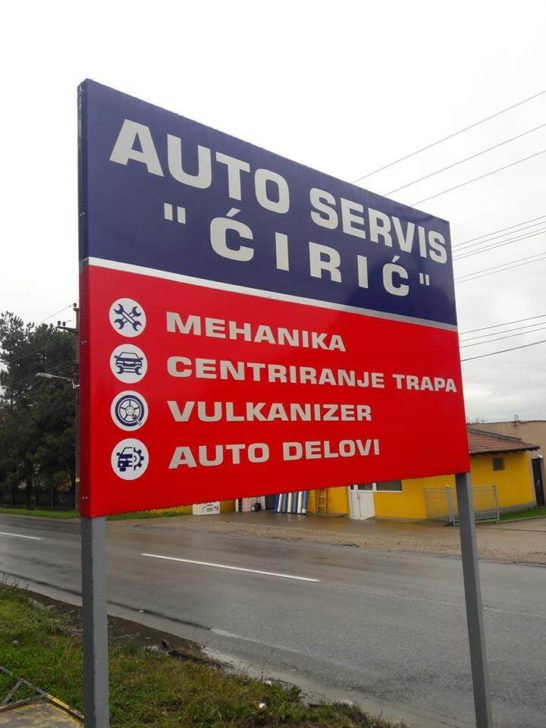 AUTO SERVIS
"ĆIRIĆ"
MEHANIKA
CENTRIRANJE TRAPA
VULKANIZER
AUTO DELOVI